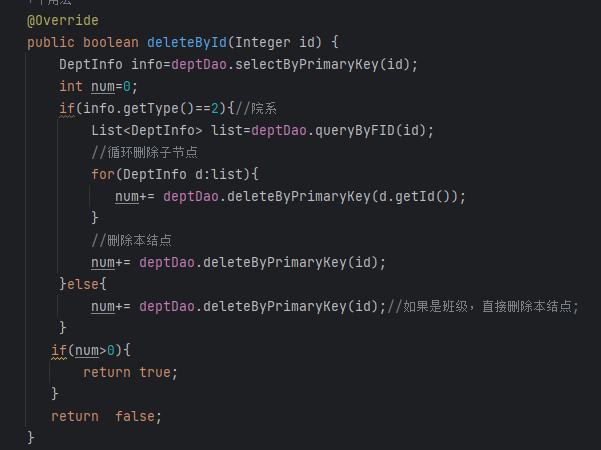 @Override
public boolean deleteById(Integer id) {
DeptInfo info=deptDao.selectByPrimaryKey(id);
int num=0;
if(info.getType()==2){//院系
List<DeptInfo> list=deptDao.queryByFID(id);
//循环删除子节点
for(DeptInfo d:list){
num+= deptDao.deleteByPrimaryKey(d.getId());
}
//删除本结点
num+= deptDao.deleteByPrimaryKey(id);
}else{
num+= deptDao.deleteByPrimaryKey(id);//如果是班级，直接删除本结点;
}
if(num>0){
return true;
}
return  false;
}